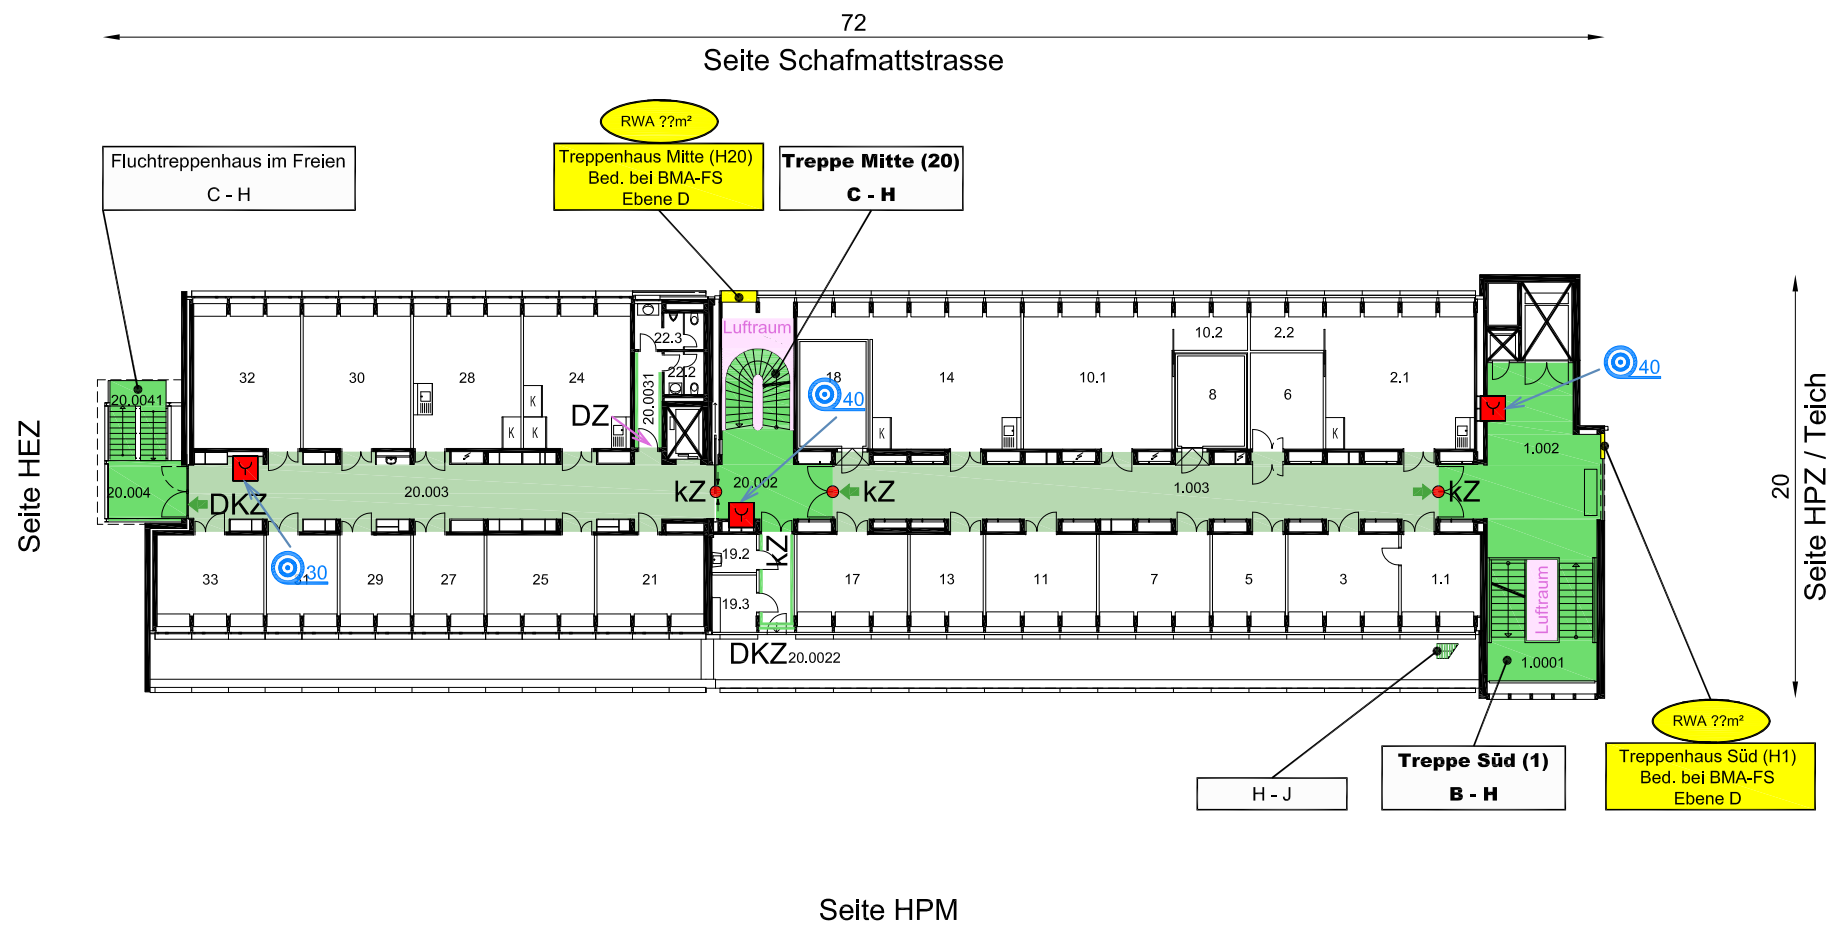 72
Seite Schafmattstrasse
RWA ??m²
Fluchtreppenhaus im Freien
C - H
Treppenhaus Mitte (H20)
Bed. bei BMA-FS
Ebene D
Treppe Mitte (20)
C - H
Seite HEZ
20
Seite HPZ / Teich
Luftraum
32
30
28
24
22.3
22.2
20.0031
DZ
K
K
K
18
40
14
K
10.1
10.2
2.2
8
6
K
2.1
40
1.002
20.0041
20.004
DKZ
20.003
kZ
20.002
kZ
1.003
kZ
33
31
30
29
27
25
21
19.2
19.3
kZ
17
13
11
7
5
3
1.1
Luftraum
1.0001
DKZ
20.0022
RWA ??m²
Treppenhaus Süd (H1)
Bed. bei BMA-FS
Ebene D
Treppe Süd (1)
B - H
H - J
Seite HPM